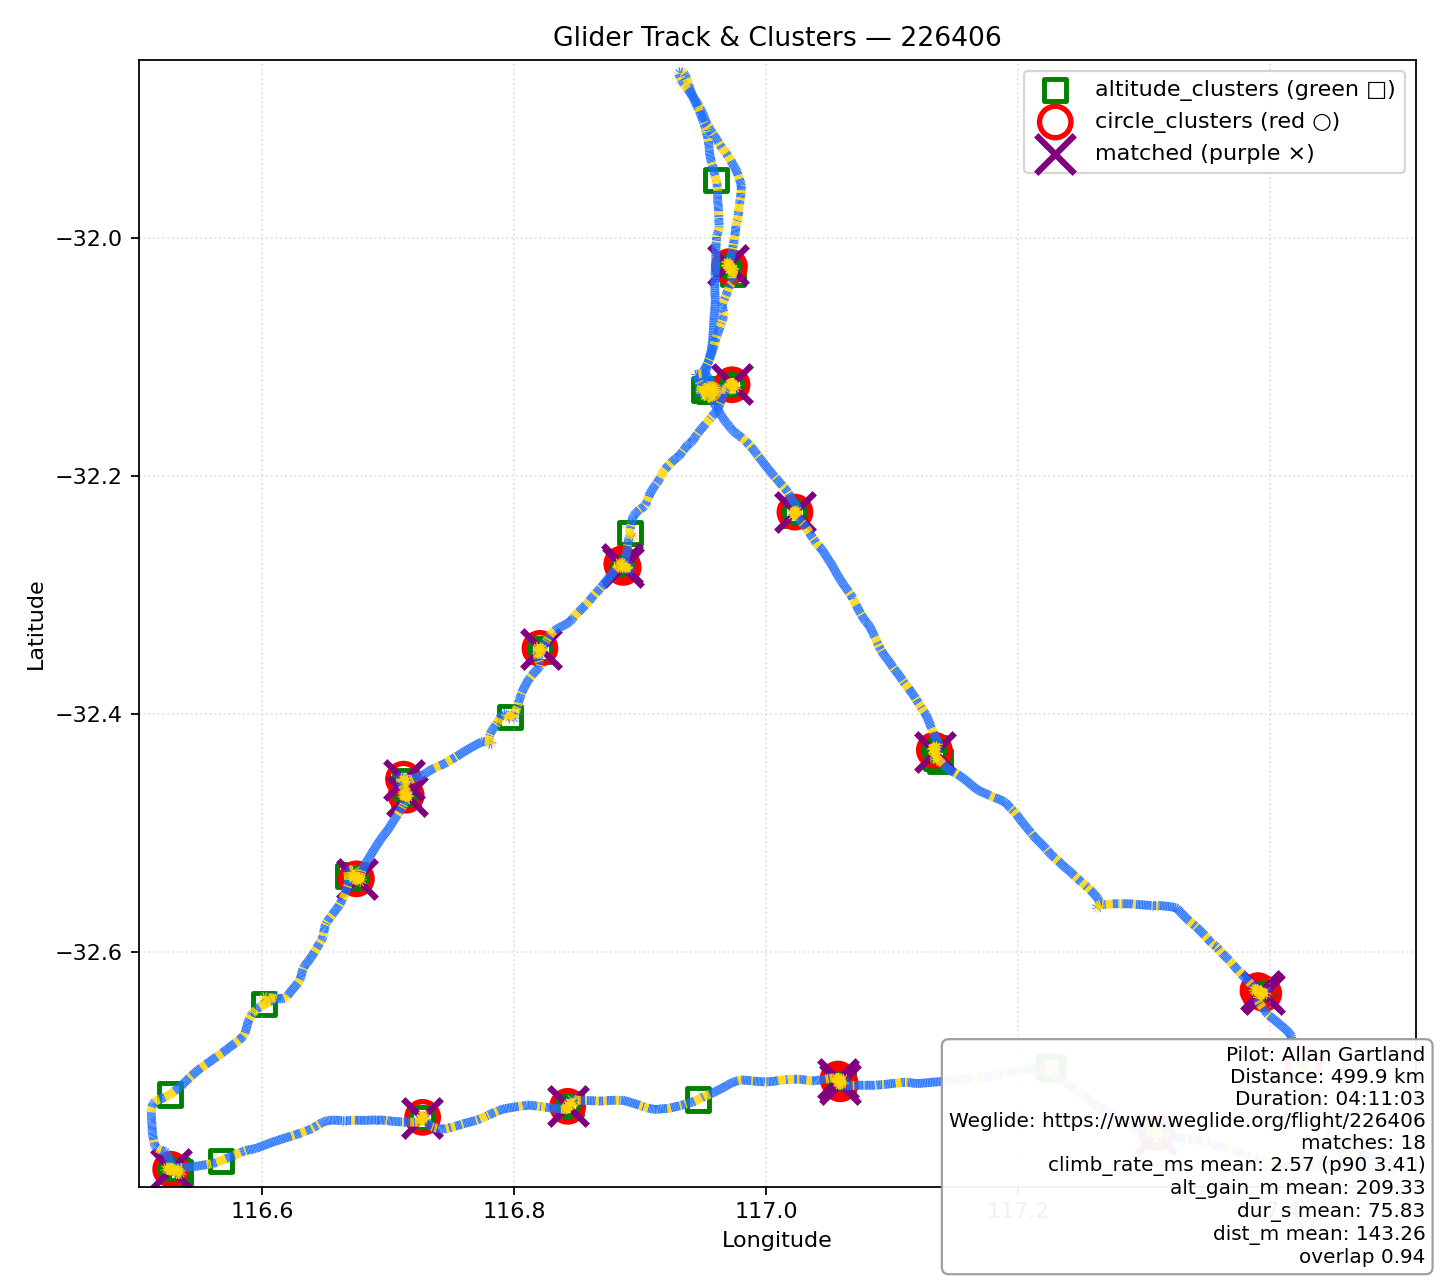 Glider Track & Clusters — 226406
altitude_clusters (green □)
circle_clusters (red ○)
matched (purple ×)
−32.0
−32.2
−32.4
−32.6
Latitude
116.6
116.8
117.0
117.2
Longitude
Pilot: Allan Gartland
Distance: 499.9 km
Duration: 04:11:03
Weglide: https://www.weglide.org/flight/226406
matches: 18
climb_rate_ms mean: 2.57 (p90 3.41)
alt_gain_m mean: 209.33
dur_s mean: 75.83
dist_m mean: 143.26
overlap 0.94